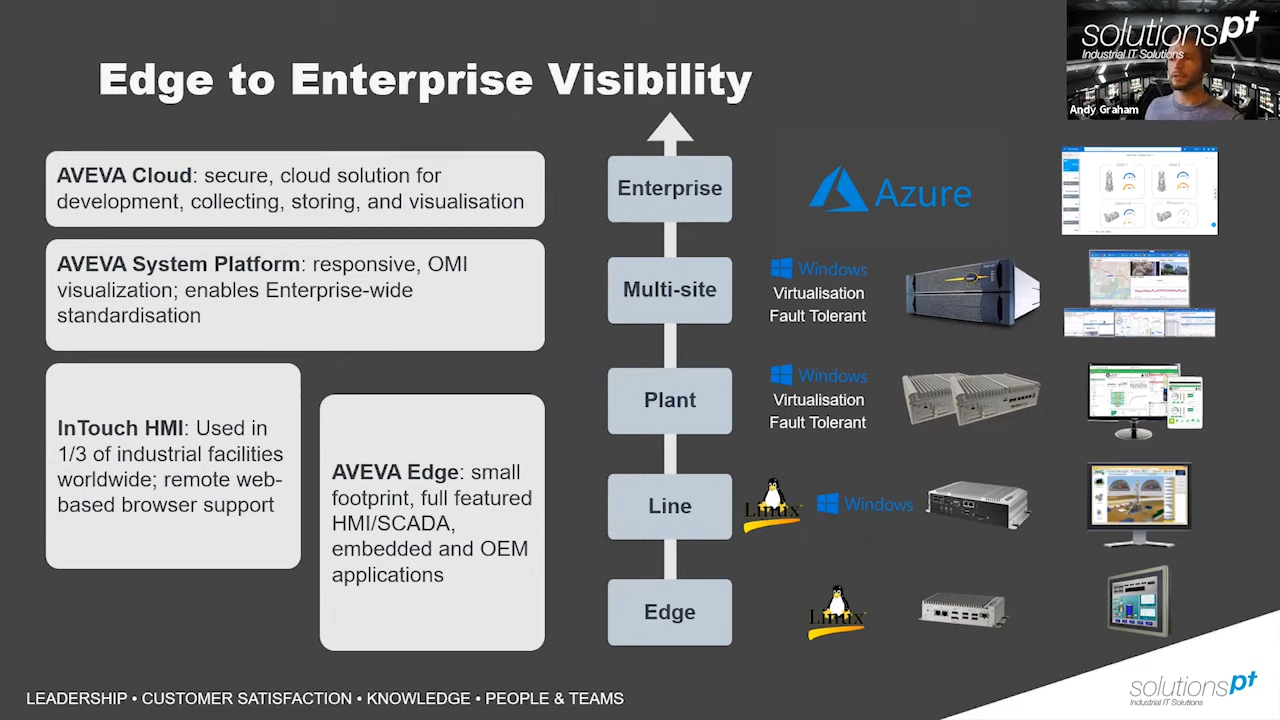 Edge to Enterprise Visibility
solutionspt
Industrial IT Solutions
Andy Graham
AVEVA Cloud: secure, cloud solution for
development, collecting, storing, and visualisation
AVEVA System Platform: responsive, OMI
visualization; enables Enterprise-wide
standardisation
InTouch HMI: Used in
1/3 of industrial facilities
worldwide; remote web-
based browser support
AVEVA Edge: small
footprint, full featured
HMI/SCADA,
embedded and OEM
applications
Enterprise
Azure
Multi-site
Windows
Virtualisation
Fault Tolerant
Plant
Windows
Virtualisation
Fault Tolerant
Line
Linux
Windows
Edge
Linux
LEADERSHIP • CUSTOMER SATISFACTION • KNOWLEDGE • PEOPLE & TEAMS
solutionspt
Industrial IT Solutions